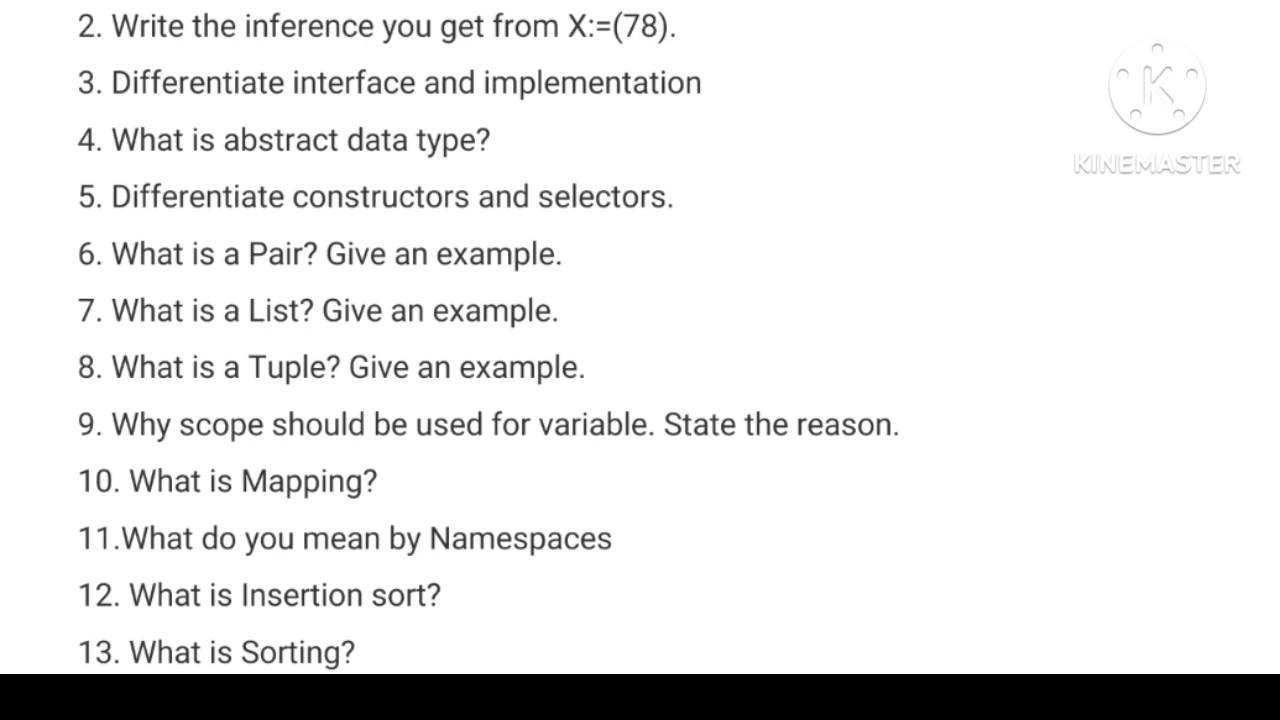 2. Write the inference you get from X:=(78).
3. Differentiate interface and implementation
K
KINEMASTER
4. What is abstract data type?
5. Differentiate constructors and selectors.
6. What is a Pair? Give an example.
7. What is a List? Give an example.
8. What is a Tuple? Give an example.
9. Why scope should be used for variable. State the reason.
10. What is Mapping?
11.What do you mean by Namespaces
12. What is Insertion sort?
13. What is Sorting?